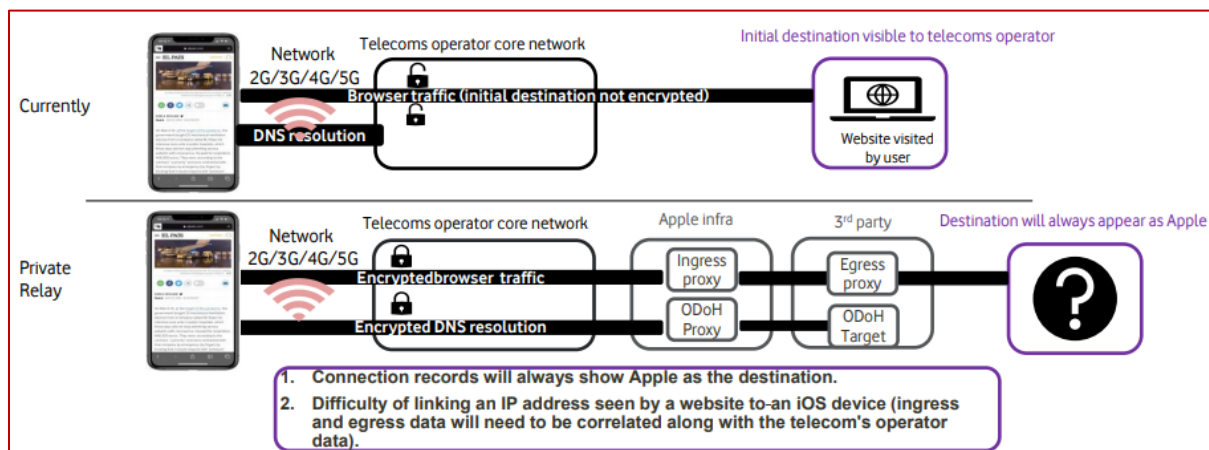 Currently
EL PAIS
Network
2G/3G/4G/5G
Telecoms operator core network
Initial destination visible to telecoms operator
Browser traffic (initial destination not encrypted)
DNS resolution
Website visited
by user
Private
Relay
Network
2G/3G/4G/5G
Telecoms operator core network
Apple infra
3rd party
Destination will always appear as Apple
Encryptedbrowser traffic
Ingress
proxy
Egress
proxy
Encrypted DNS resolution
ODoH
Proxy
ODoH
Target
1. Connection records will always show Apple as the destination.
2. Difficulty of linking an IP address seen by a website to-an iOS device (ingress
and egress data will need to be correlated along with the telecom's operator
data).